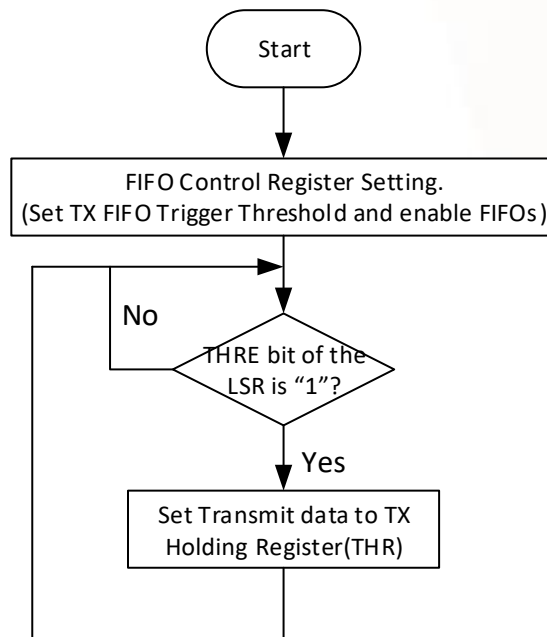 Start
FIFO Control Register Setting.
(Set TX FIFO Trigger Threshold and enable FIFOs)
No
THRE bit of the
LSR is “1”?
Yes
Set Transmit data to TX
Holding Register(THR)